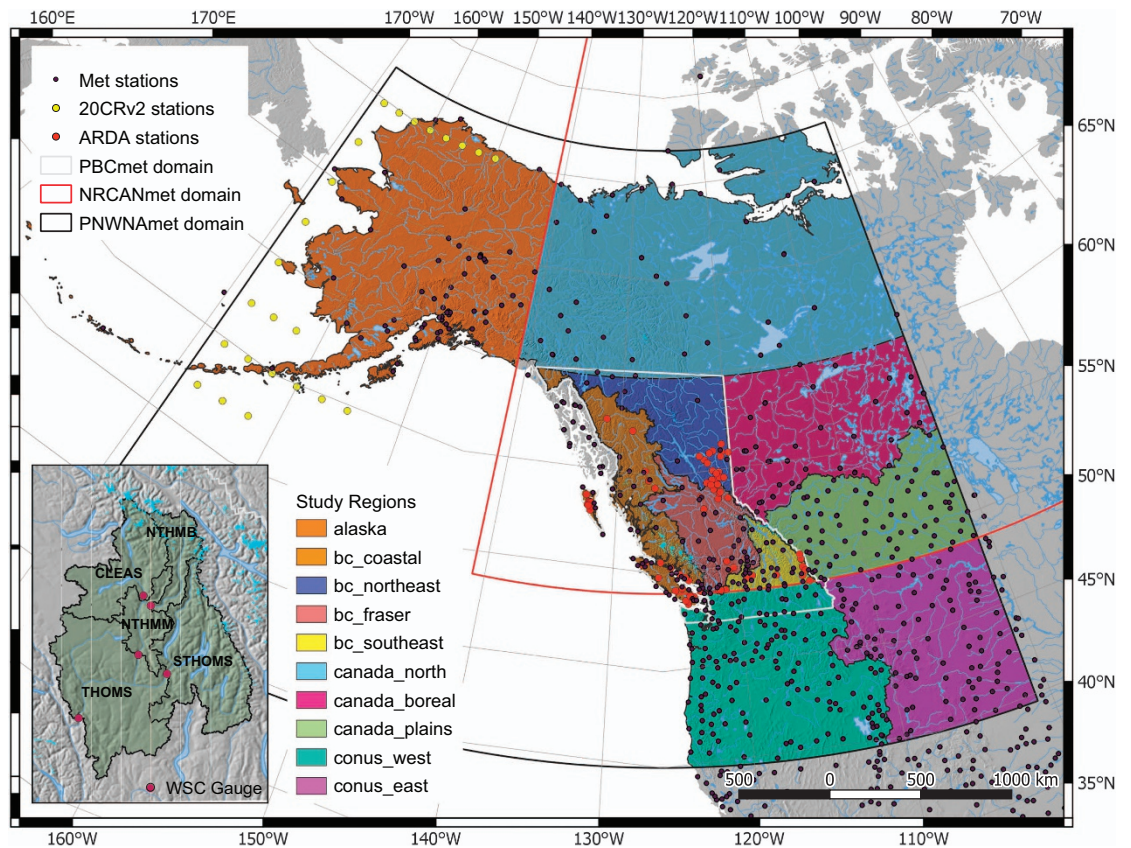 160°E 170°E 170°W 160°W 150°W 140°W 130°W 120°W 110°W 100°W 90°W 80°W 70°W
Met stations
20CRv2 stations
ARDA stations
PBCmet domain
NRCANmet domain
PNWNAmet domain
65°N
60°N
55°N
50°N
45°N
40°N
35°N
NTHMB
CLEAS
NTHMM
STHOMS
THOMS
WSC Gauge
Study Regions
alaska
bc_coastal
bc_northeast
bc_fraser
bc_southeast
canada_north
canada_boreal
canada_plains
conus_west
conus_east
500 0 500 1000 km
160°W 150°W 140°W 130°W 120°W 110°W